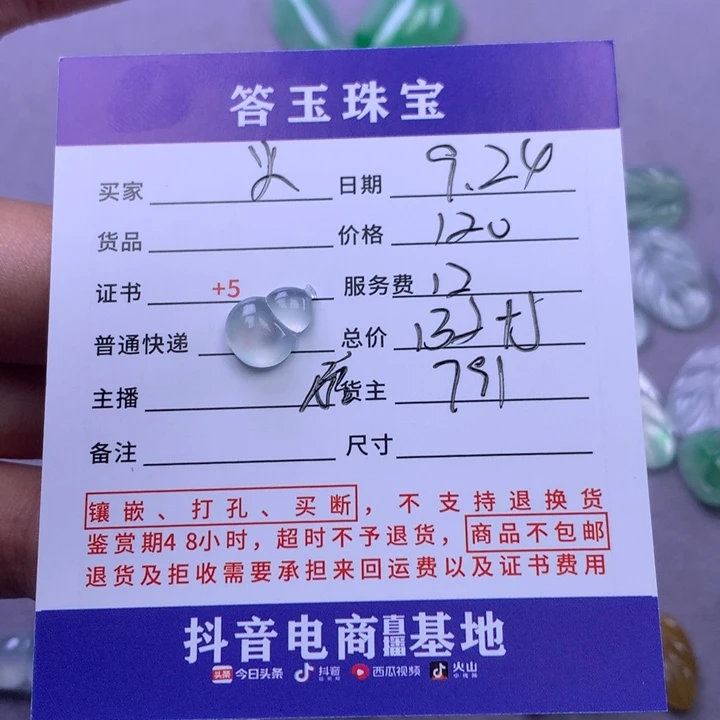 答玉珠宝
买家 日期 9.24
货品 价格 120
证书 +5 服务费 12
普通快递 总价
主播 货主 791
备注 尺寸
镶嵌、打孔、买断，不支持退换货
鉴赏期48小时，超时不予退货，商品不包邮
退货及拒收需要承担来回运费以及证书费用
抖音电商直播基地
头条 今日头条 抖音 西瓜视频 火山